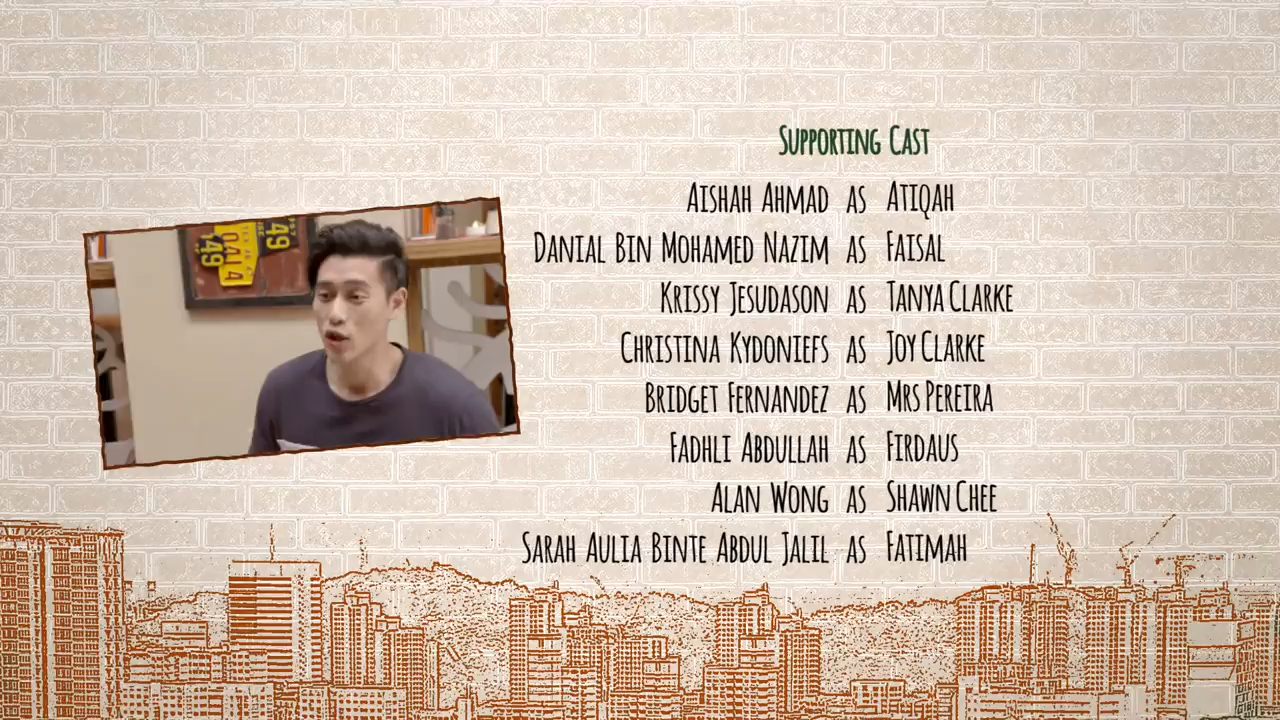 Supporting Cast
Aishah Ahmad as Atiqah
Danial Bin Mohamed Nazim as Faisal
Krissy Jesudason as Tanya Clarke
Christina Kydoniefs as Joy Clarke
Bridget Fernandez as Mrs Pereira
Fadhli Abdullah as Firdaus
Alan Wong as Shawn Chee
Sarah Aulia Binte Abdul Jalil as Fatimah
49
49